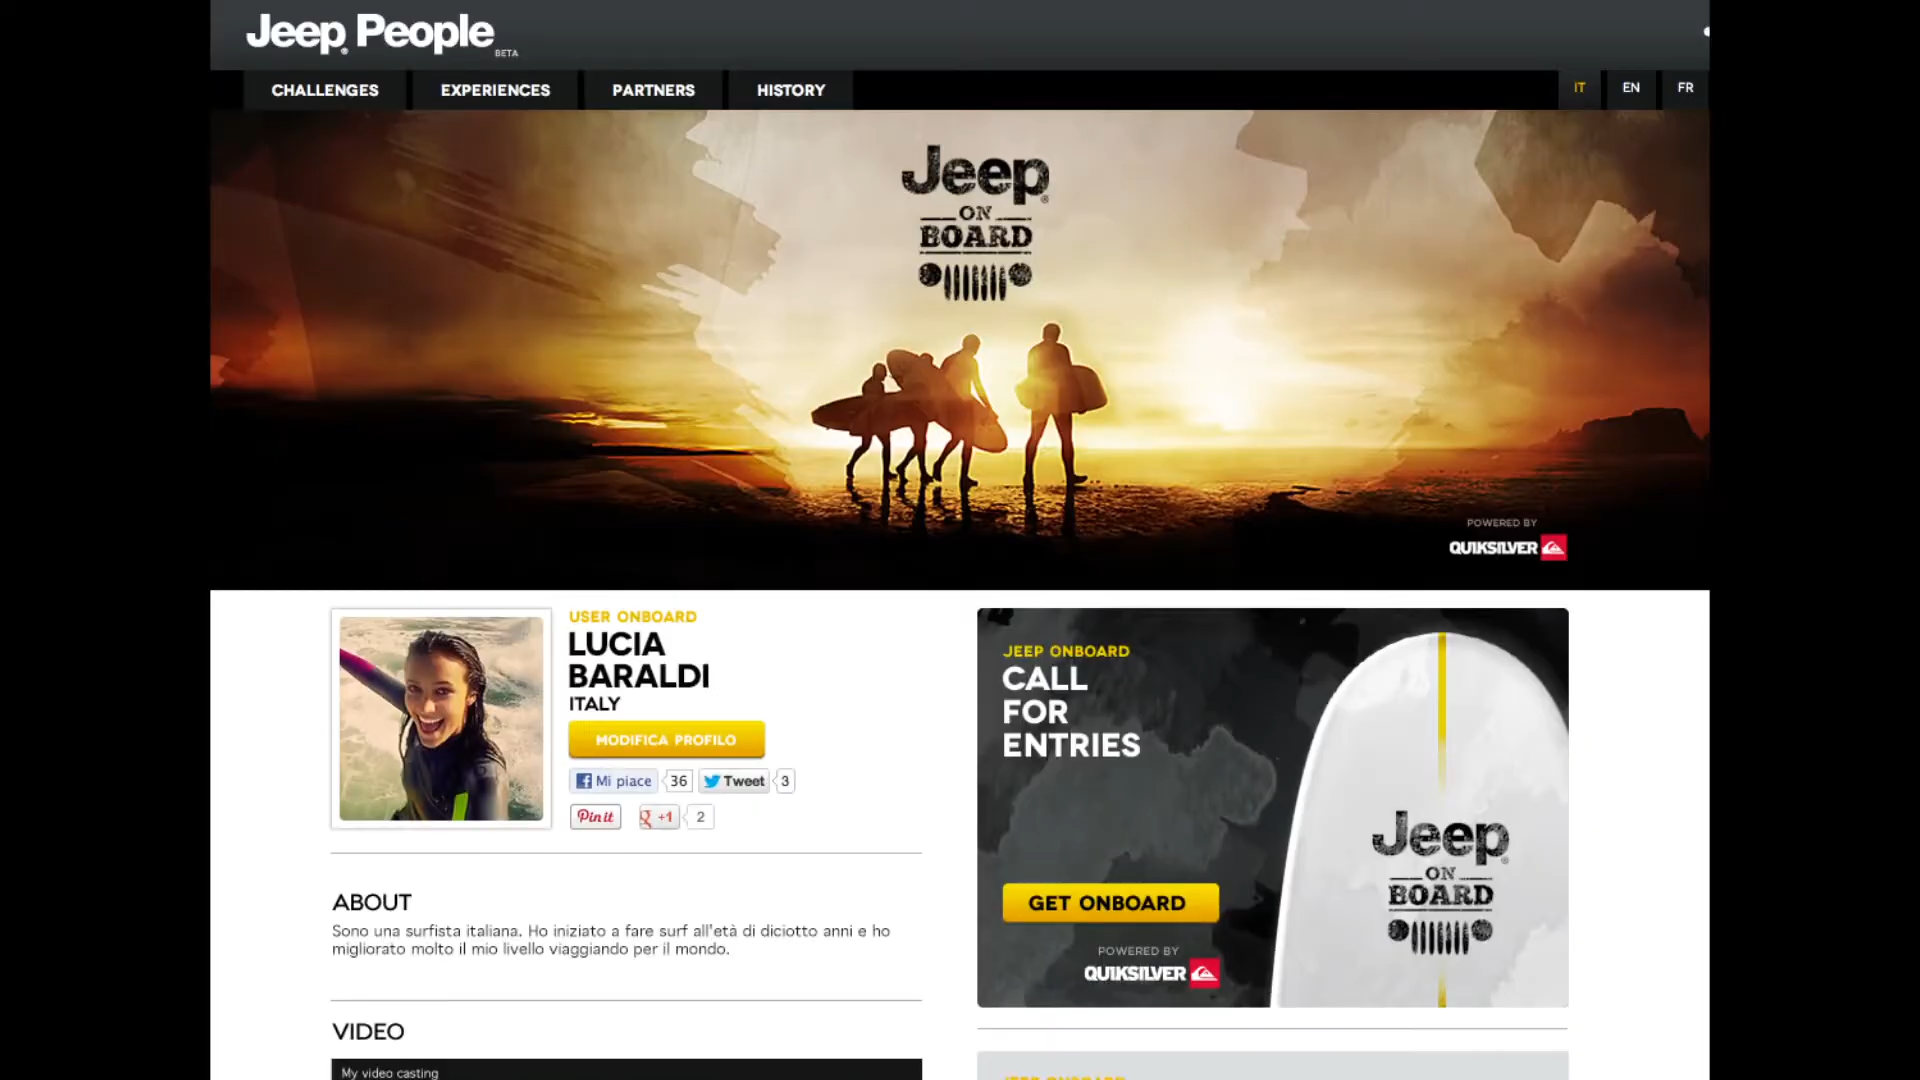 Jeep People
BETA
CHALLENGES EXPERIENCES PARTNERS HISTORY
IT EN FR
Jeep
ON
BOARD
POWERED BY
QUIKSILVER
USER ONBOARD
LUCIA
BARALDI
ITALY
MODIFICA PROFILO
Mi piace 36 Tweet 3
Pin it +1 2
ABOUT
Sono una surfista italiana. Ho iniziato a fare surf all'età di diciotto anni e ho
migliorato molto il mio livello viaggiando per il mondo.
VIDEO
My video casting
JEEP ONBOARD
CALL
FOR
ENTRIES
GET ONBOARD
POWERED BY
QUIKSILVER
Jeep
ON
BOARD